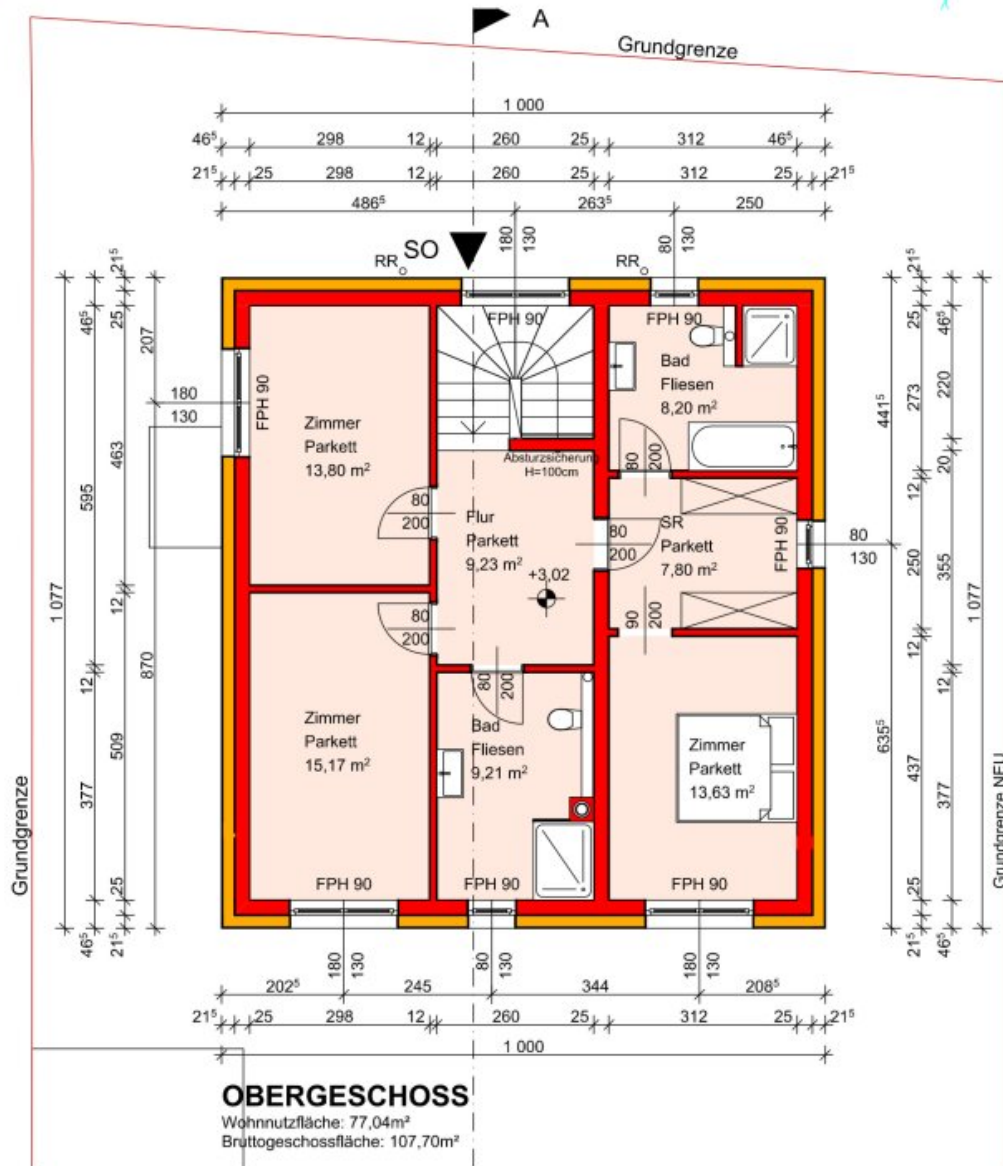 A
Grundgrenze
1 000
46⁵ 298 12 260 25 312 46⁵
21⁵ 25 298 12 260 25 312 25 21⁵
486⁵ 263⁵ 250
180
130
80
130
SO
RR
RR
FPH 90
FPH 90
21⁵
25
463
12
509
25
21⁵
46⁵
595
12
377
46⁵
1 077
207
870
180
130
FPH 90
Zimmer
Parkett
13,80 m²
80
200
Absturzsicherung
H=100cm
Flur
Parkett
9,23 m²
+3,02
Bad
Fliesen
8,20 m²
80
200
80
200
SR
Parkett
7,80 m²
FPH 90
80
130
90
200
80
200
Zimmer
Parkett
15,17 m²
80
200
Bad
Fliesen
9,21 m²
Zimmer
Parkett
13,63 m²
FPH 90
FPH 90
FPH 90
441⁵
635⁵
21⁵
25
273
12
250
12
437
25
21⁵
46⁵
220
20
355
12
377
46⁵
1 077
Grundgrenze
Grundgrenze NEU
180
130
80
130
180
130
202⁵ 245 344 208⁵
21⁵ 25 298 12 260 25 312 25 21⁵
1 000
OBERGESCHOSS
Wohnnutzfläche: 77,04m²
Bruttogeschossfläche: 107,70m²